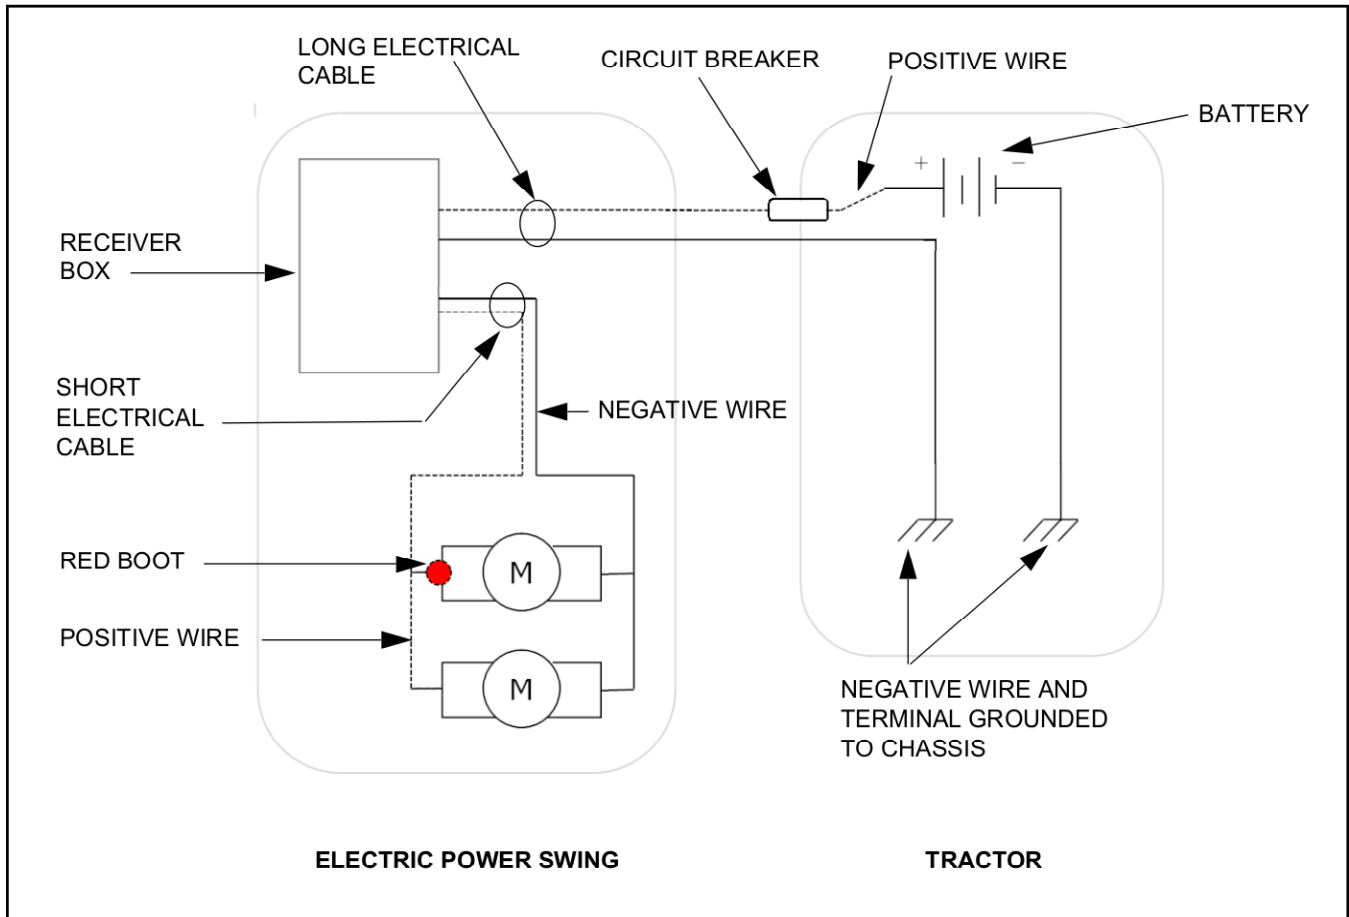 LONG ELECTRICAL
CABLE
CIRCUIT BREAKER
POSITIVE WIRE
BATTERY
+
−
RECEIVER
BOX
SHORT
ELECTRICAL
CABLE
NEGATIVE WIRE
RED BOOT
M
POSITIVE WIRE
M
NEGATIVE WIRE AND
TERMINAL GROUNDED
TO CHASSIS
ELECTRIC POWER SWING
TRACTOR